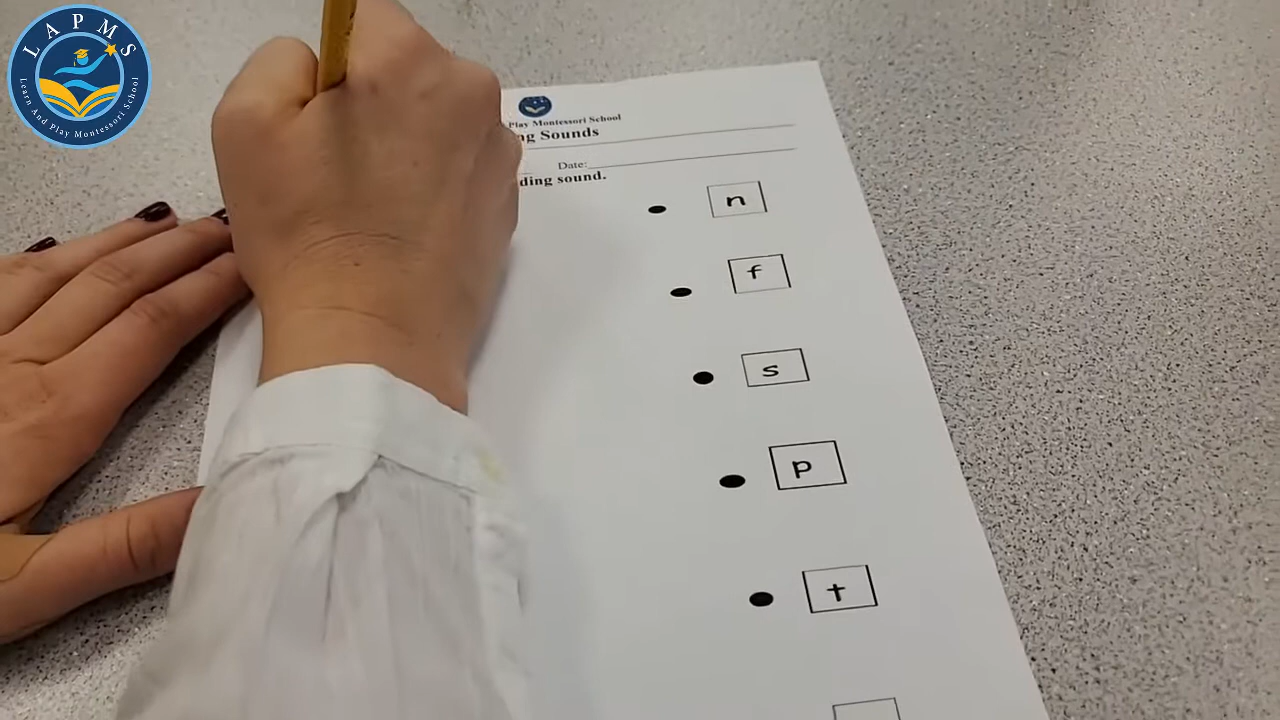 LAPMS
Learn And Play Montessori School
Play Montessori School
ng Sounds
Date:
ding sound.
n
f
s
p
t